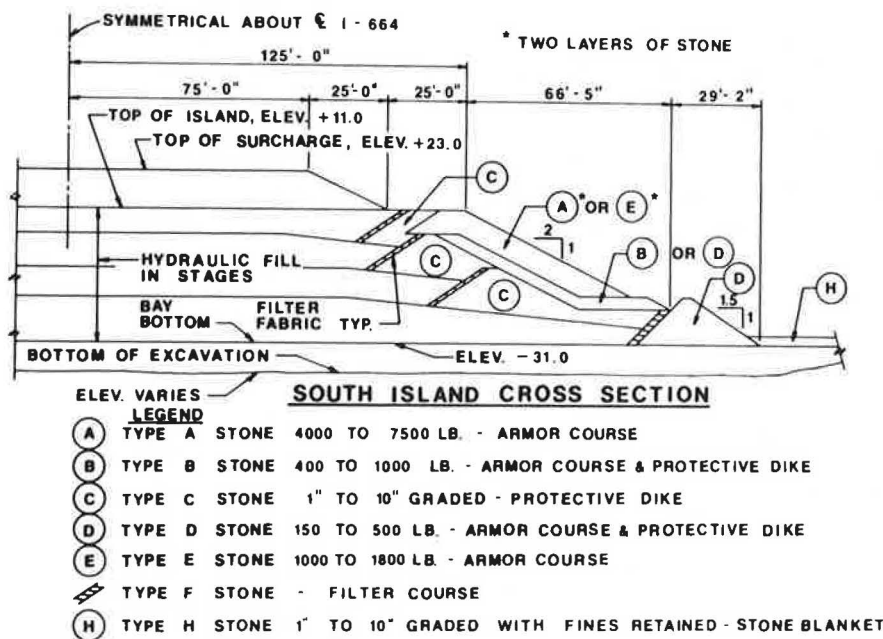 SYMMETRICAL ABOUT ℄ I-664
* TWO LAYERS OF STONE
125'-0"
75'-0" 25'-0" 25'-0" 66'-5" 29'-2"
TOP OF ISLAND, ELEV. +11.0
TOP OF SURCHARGE, ELEV. +23.0
C
A * OR E *
2
1
B OR D
HYDRAULIC FILL
IN STAGES
C
D
C
1.5
1
H
BAY
BOTTOM
FILTER
FABRIC TYP.
BOTTOM OF EXCAVATION
ELEV. -31.0
ELEV. VARIES
SOUTH ISLAND CROSS SECTION
LEGEND
A TYPE A STONE 4000 TO 7500 LB. - ARMOR COURSE
B TYPE B STONE 400 TO 1000 LB. - ARMOR COURSE & PROTECTIVE DIKE
C TYPE C STONE 1" TO 10" GRADED - PROTECTIVE DIKE
D TYPE D STONE 150 TO 500 LB. - ARMOR COURSE & PROTECTIVE DIKE
E TYPE E STONE 1000 TO 1800 LB. - ARMOR COURSE
TYPE F STONE - FILTER COURSE
H TYPE H STONE 1" TO 10" GRADED WITH FINES RETAINED - STONE BLANKET